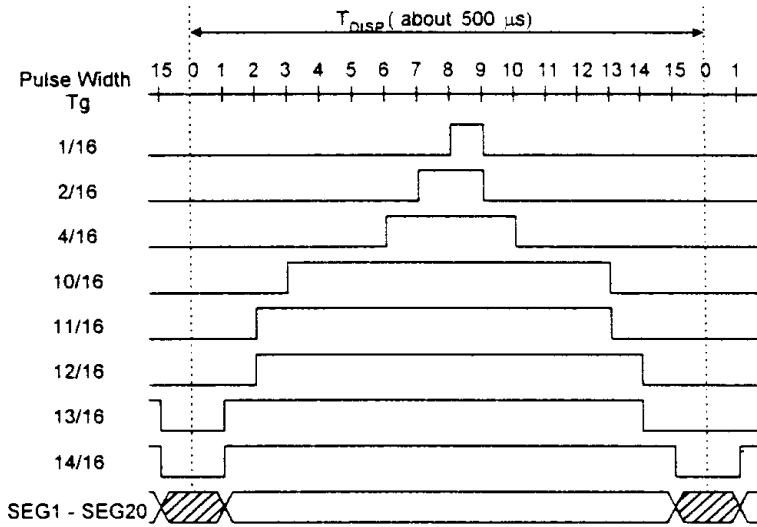 T_DISP ( about 500 µs)
Pulse Width
Tg
15 0 1 2 3 4 5 6 7 8 9 10 11 12 13 14 15 0 1
1/16
2/16
4/16
10/16
11/16
12/16
13/16
14/16
SEG1 - SEG20